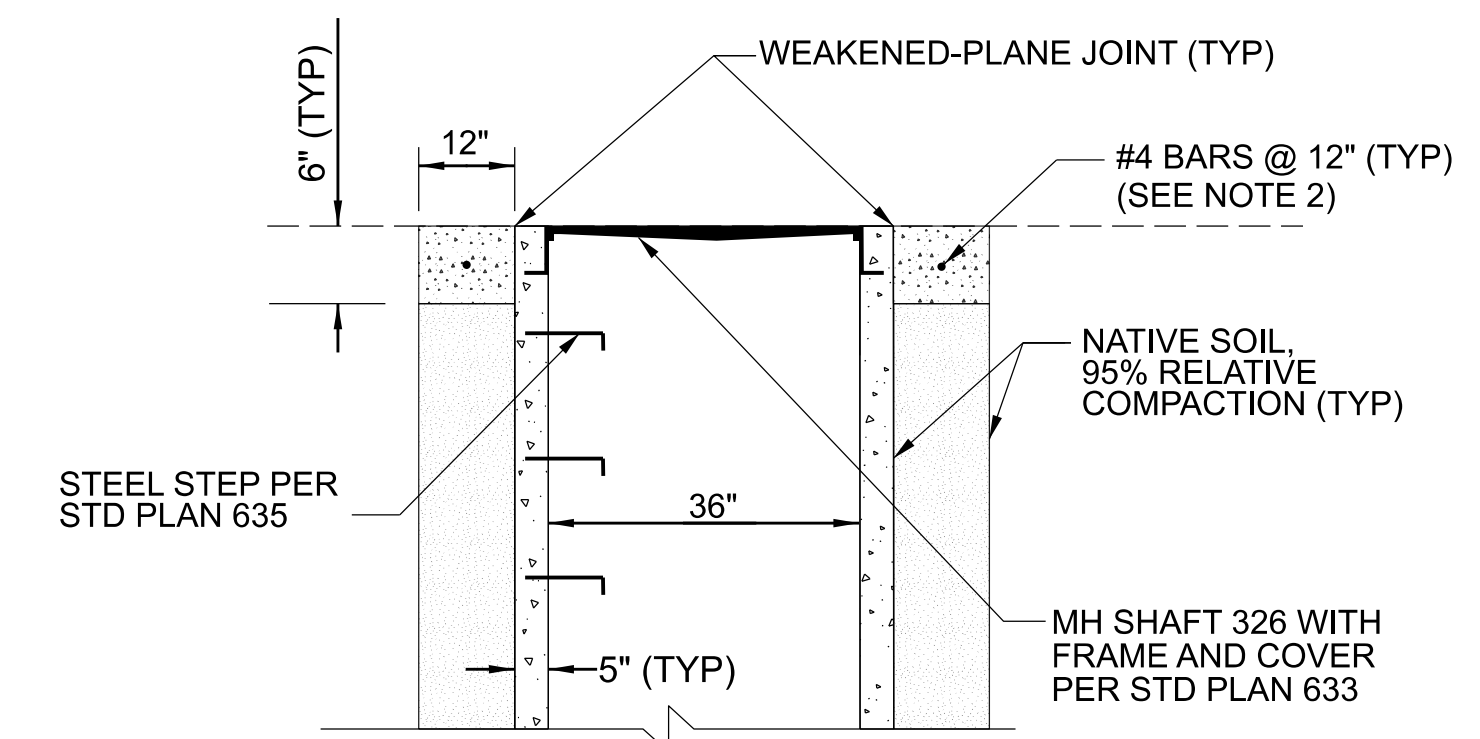 WEAKENED-PLANE JOINT (TYP)
6" (TYP)
12"
#4 BARS @ 12" (TYP)
(SEE NOTE 2)
NATIVE SOIL,
95% RELATIVE
COMPACTION (TYP)
STEEL STEP PER
STD PLAN 635
36"
MH SHAFT 326 WITH
FRAME AND COVER
PER STD PLAN 633
5" (TYP)